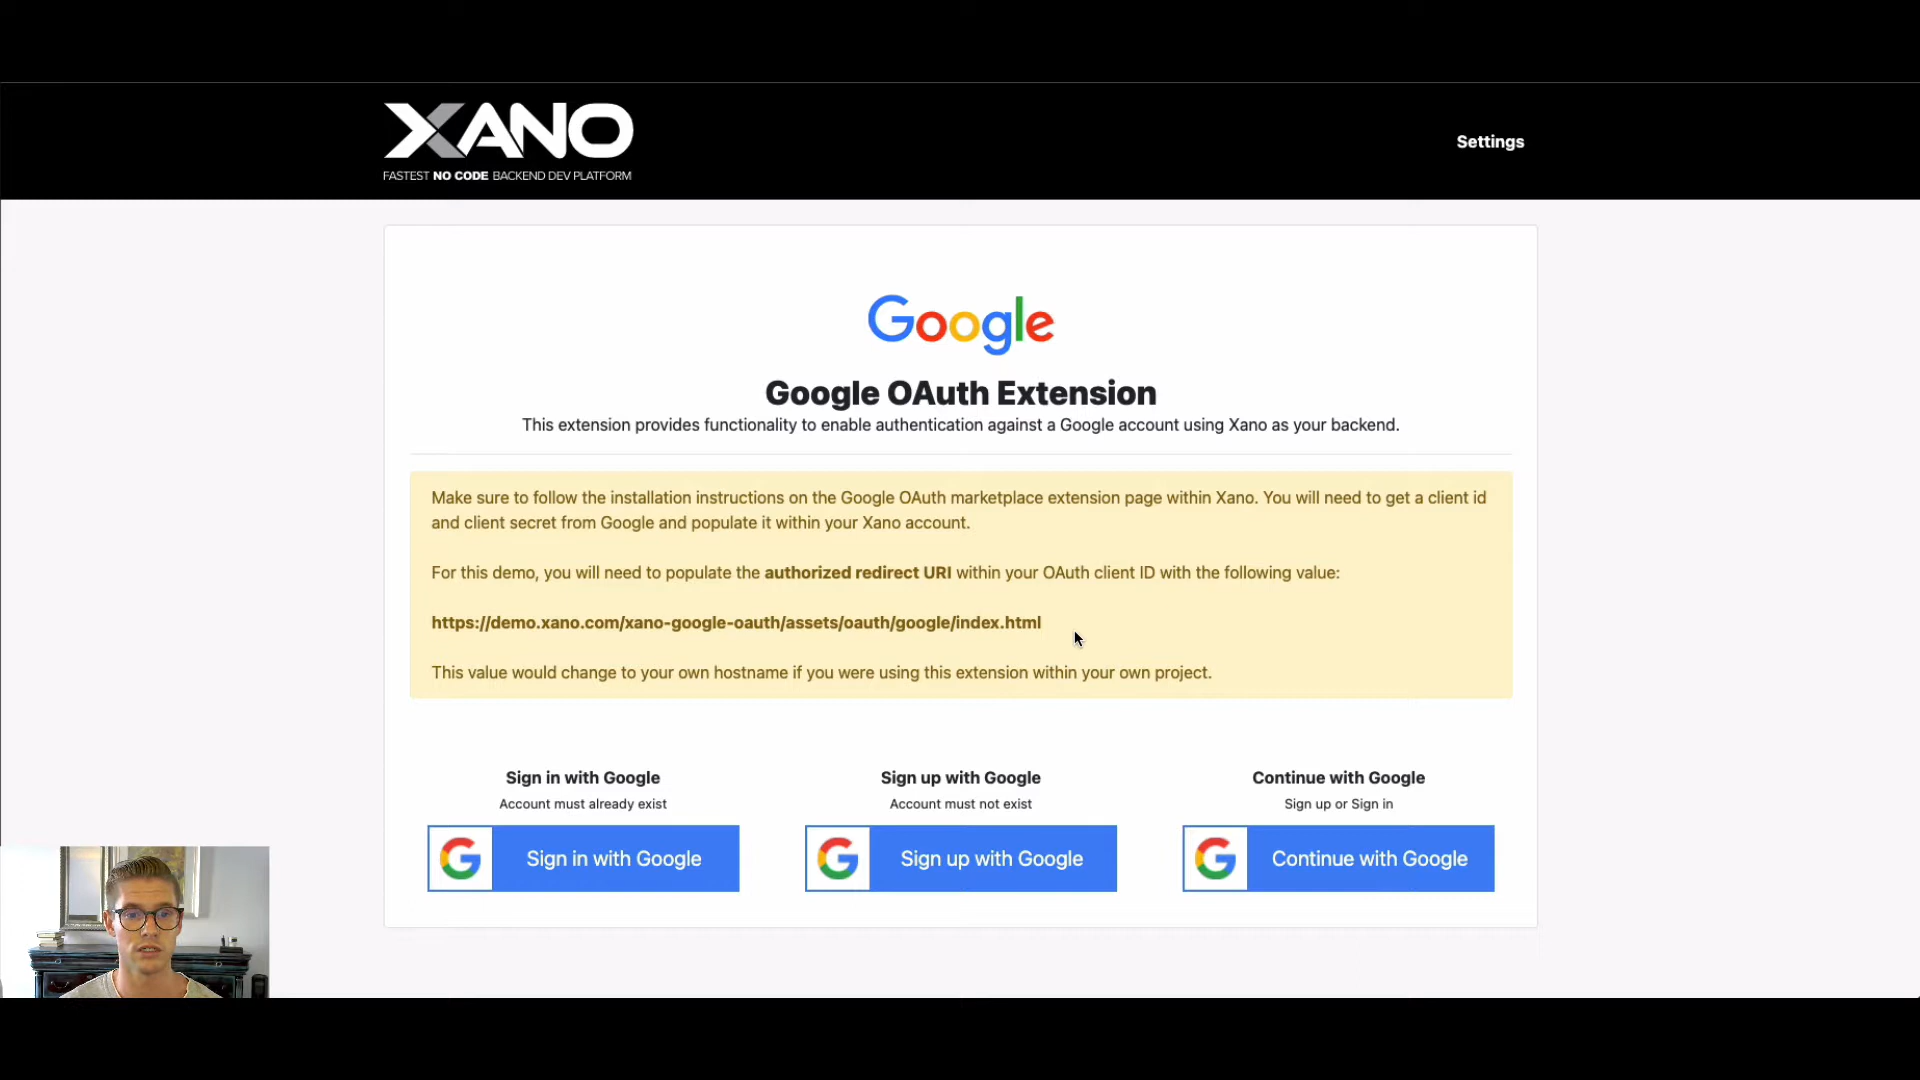 XANO
FASTEST NO CODE BACKEND DEV PLATFORM
Settings
Google
Google OAuth Extension
This extension provides functionality to enable authentication against a Google account using Xano as your backend.
Make sure to follow the installation instructions on the Google OAuth marketplace extension page within Xano. You will need to get a client id
and client secret from Google and populate it within your Xano account.
For this demo, you will need to populate the authorized redirect URI within your OAuth client ID with the following value:
https://demo.xano.com/xano-google-oauth/assets/oauth/google/index.html
This value would change to your own hostname if you were using this extension within your own project.
Sign in with Google
Account must already exist
G Sign in with Google
Sign up with Google
Account must not exist
G Sign up with Google
Continue with Google
Sign up or Sign in
G Continue with Google